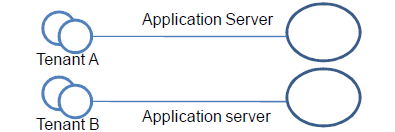 Application Server
Tenant A
Tenant B
Application server